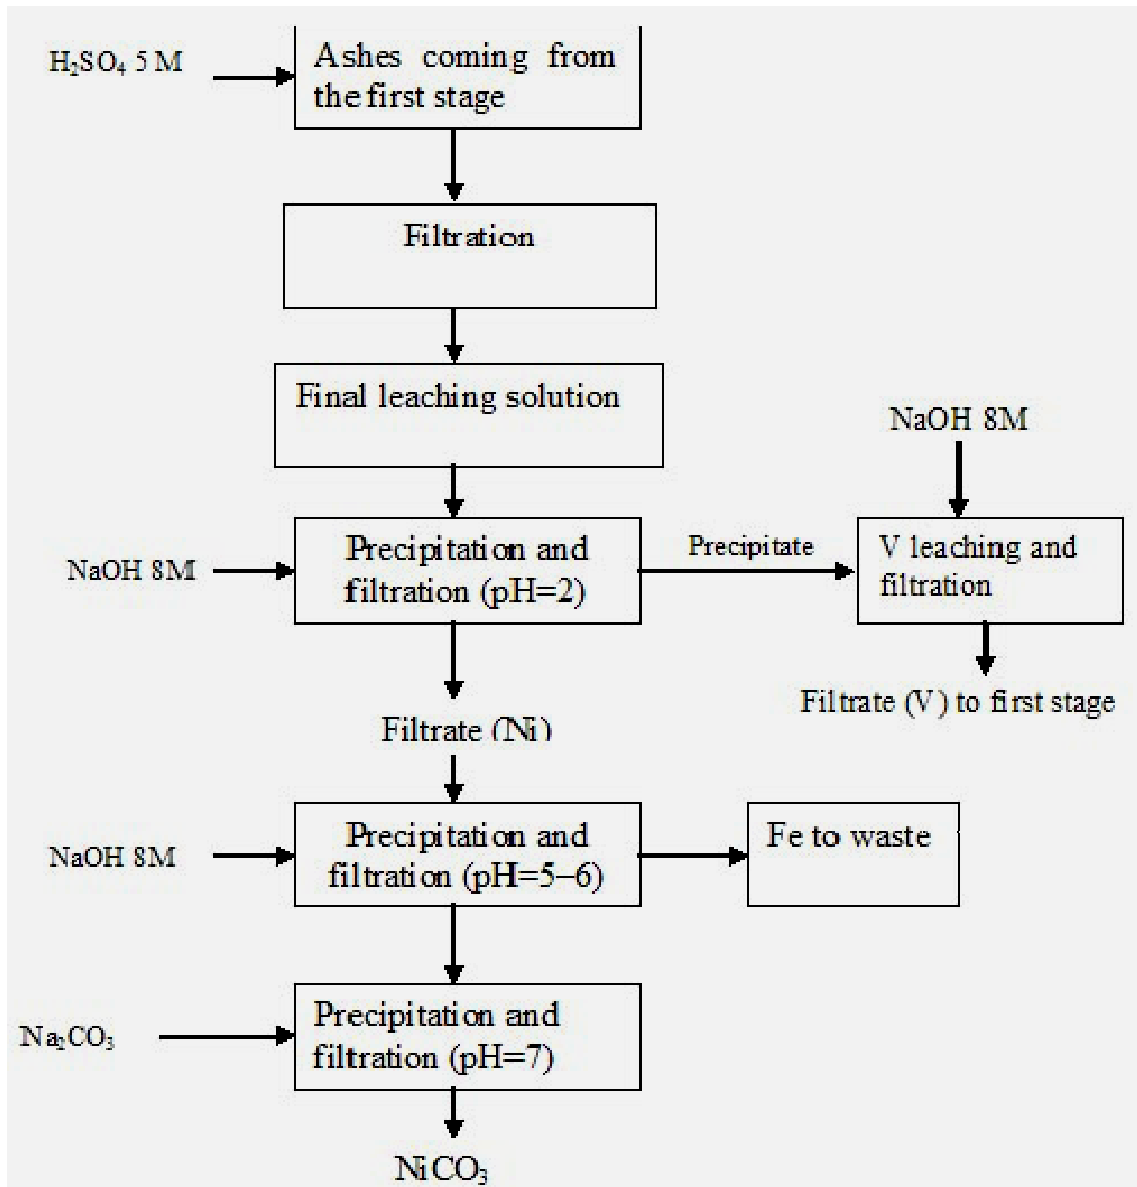 H₂SO₄ 5 M
Ashes coming from
the first stage
Filtration
Final leaching solution
NaOH 8M
NaOH 8M
Precipitation and
filtration (pH=2)
Precipitate
V leaching and
filtration
Filtrate (V) to first stage
Filtrate (Ni)
NaOH 8M
Precipitation and
filtration (pH=5–6)
Fe to waste
Na₂CO₃
Precipitation and
filtration (pH=7)
NiCO₃